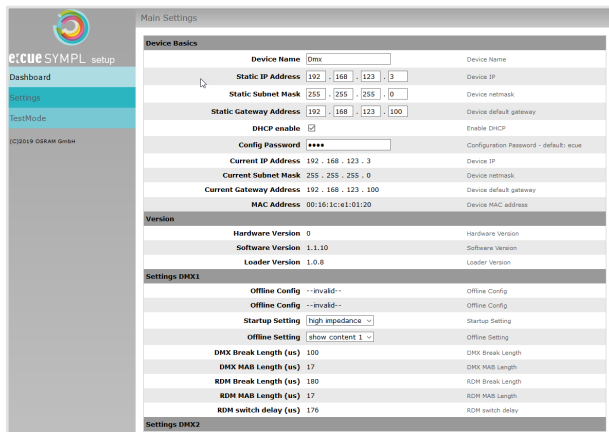 Main Settings
e:cue SYMPL setup
Dashboard
Settings
TestMode
(C)2019 OSRAM GmbH
Device Basics
Device Name Dmx Device Name
Static IP Address 192 . 168 . 123 . 3 Device IP
Static Subnet Mask 255 . 255 . 255 . 0 Device netmask
Static Gateway Address 192 . 168 . 123 . 100 Device default gateway
DHCP enable Enable DHCP
Config Password •••• Configuration Password - default: ecue
Current IP Address 192 . 168 . 123 . 3 Device IP
Current Subnet Mask 255 . 255 . 255 . 0 Device netmask
Current Gateway Address 192 . 168 . 123 . 100 Device default gateway
MAC Address 00:16:1c:e1:01:20 Device MAC address
Version
Hardware Version 0 Hardware Version
Software Version 1.1.10 Software Version
Loader Version 1.0.8 Loader Version
Settings DMX1
Offline Config --invalid-- Offline Config
Offline Config --invalid-- Offline Config
Startup Setting high impedance Startup Setting
Offline Setting show content 1 Offline Setting
DMX Break Length (us) 100 DMX Break Length
DMX MAB Length (us) 17 DMX MAB Length
RDM Break Length (us) 180 RDM Break Length
RDM MAB Length (us) 17 RDM MAB Length
RDM switch delay (us) 176 RDM switch delay
Settings DMX2